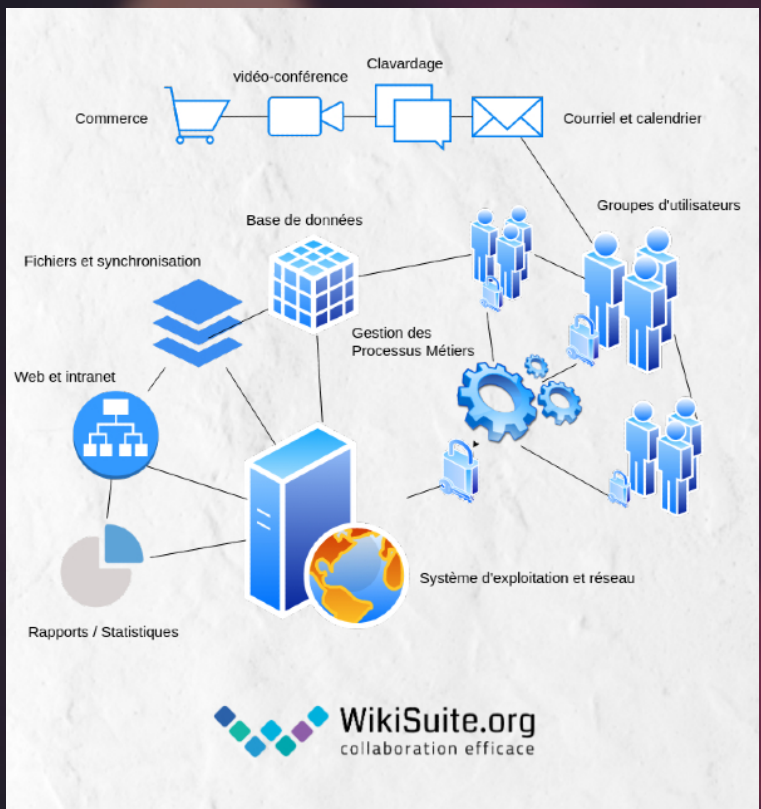 Clavardage
vidéo-conférence
Commerce
Courriel et calendrier
Groupes d'utilisateurs
Base de données
Fichiers et synchronisation
Gestion des
Processus Métiers
Web et intranet
Système d'exploitation et réseau
Rapports / Statistiques
WikiSuite.org
collaboration efficace